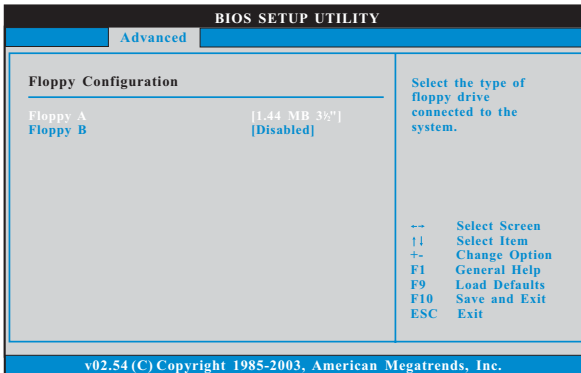 BIOS SETUP UTILITY
Advanced
Floppy Configuration
Floppy A [1.44 MB 3½"]
Floppy B [Disabled]
Select the type of
floppy drive
connected to the
system.
←→ Select Screen
↑↓ Select Item
+- Change Option
F1 General Help
F9 Load Defaults
F10 Save and Exit
ESC Exit
v02.54 (C) Copyright 1985-2003, American Megatrends, Inc.